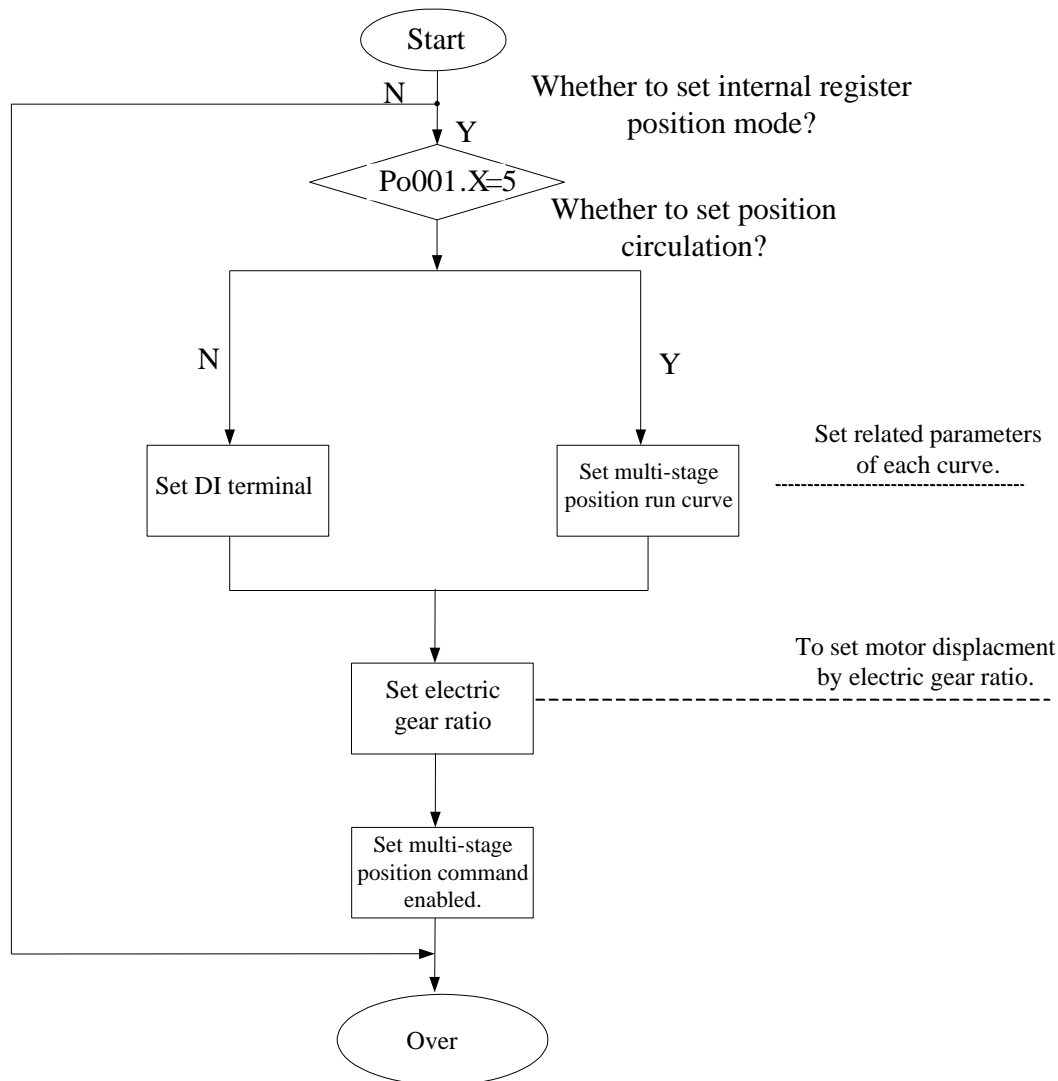 Start
N
Whether to set internal register
position mode?
Y
Po001.X=5
Whether to set position
circulation?
N
Y
Set DI terminal
Set multi-stage
position run curve
Set related parameters
of each curve.
Set electric
gear ratio
To set motor displacment
by electric gear ratio.
Set multi-stage
position command
enabled.
Over